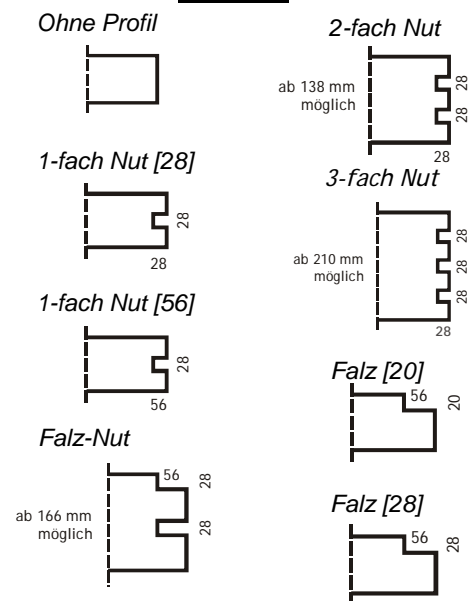 Ohne Profil
1-fach Nut [28]
28
28
1-fach Nut [56]
28
56
Falz-Nut
ab 166 mm
möglich
56
28
28
2-fach Nut
ab 138 mm
möglich
28
28
28
3-fach Nut
ab 210 mm
möglich
28
28
28
28
Falz [20]
56
20
Falz [28]
56
28